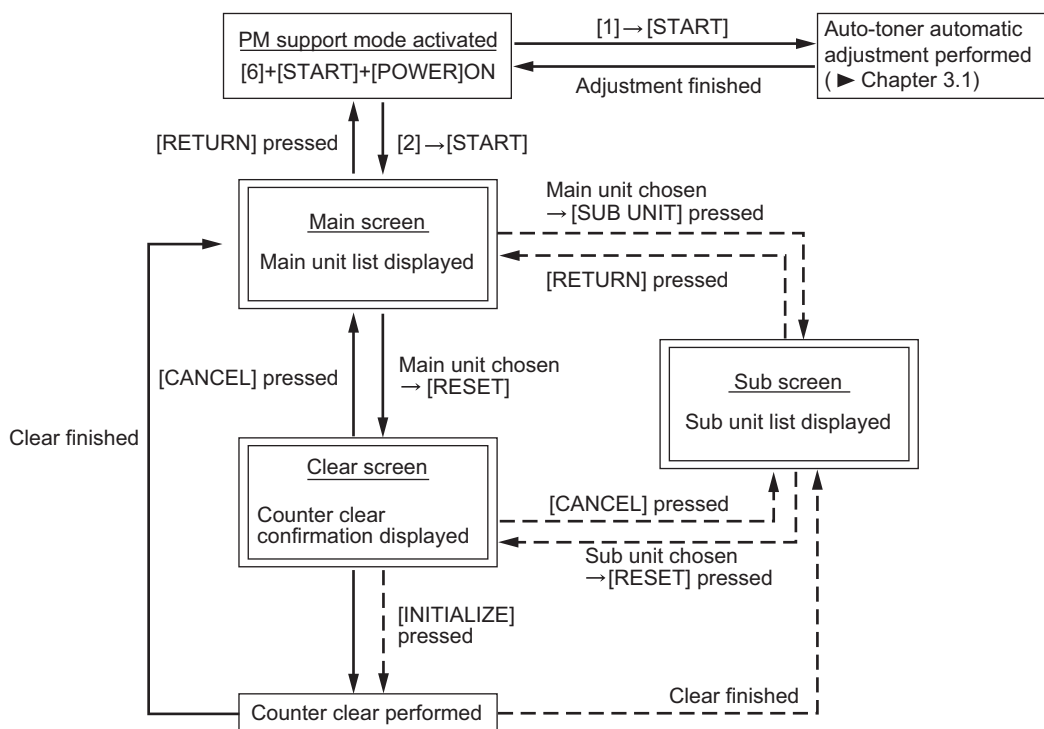 PM support mode activated
[6]+[START]+[POWER]ON
[1]→[START]
Adjustment finished
Auto-toner automatic
adjustment performed
( ► Chapter 3.1)
[RETURN] pressed
[2]→[START]
Main screen
Main unit list displayed
Main unit chosen
→[SUB UNIT] pressed
[RETURN] pressed
[CANCEL] pressed
Main unit chosen
→[RESET]
Sub screen
Sub unit list displayed
Clear finished
Clear screen
Counter clear
confirmation displayed
[CANCEL] pressed
Sub unit chosen
→[RESET] pressed
[INITIALIZE]
pressed
Counter clear performed
Clear finished